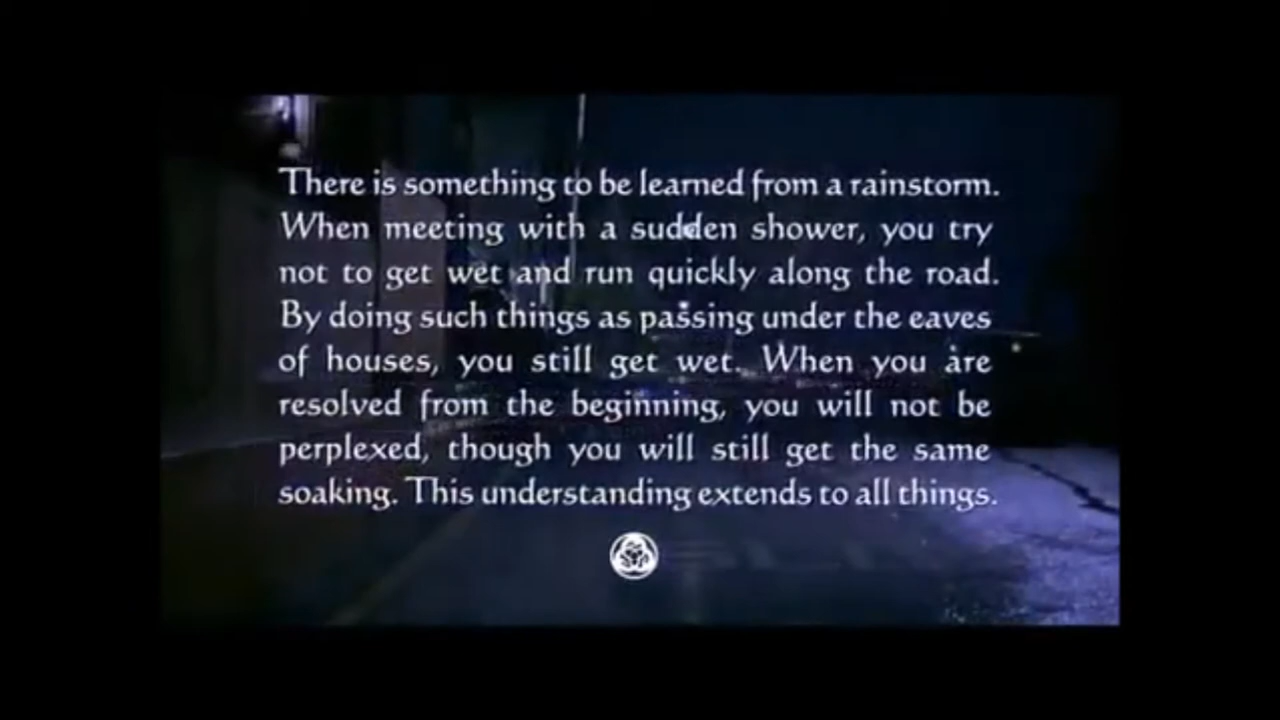 There is something to be learned from a rainstorm.
When meeting with a sudden shower, you try
not to get wet and run quickly along the road.
By doing such things as passing under the eaves
of houses, you still get wet. When you are
resolved from the beginning, you will not be
perplexed, though you will still get the same
soaking. This understanding extends to all things.